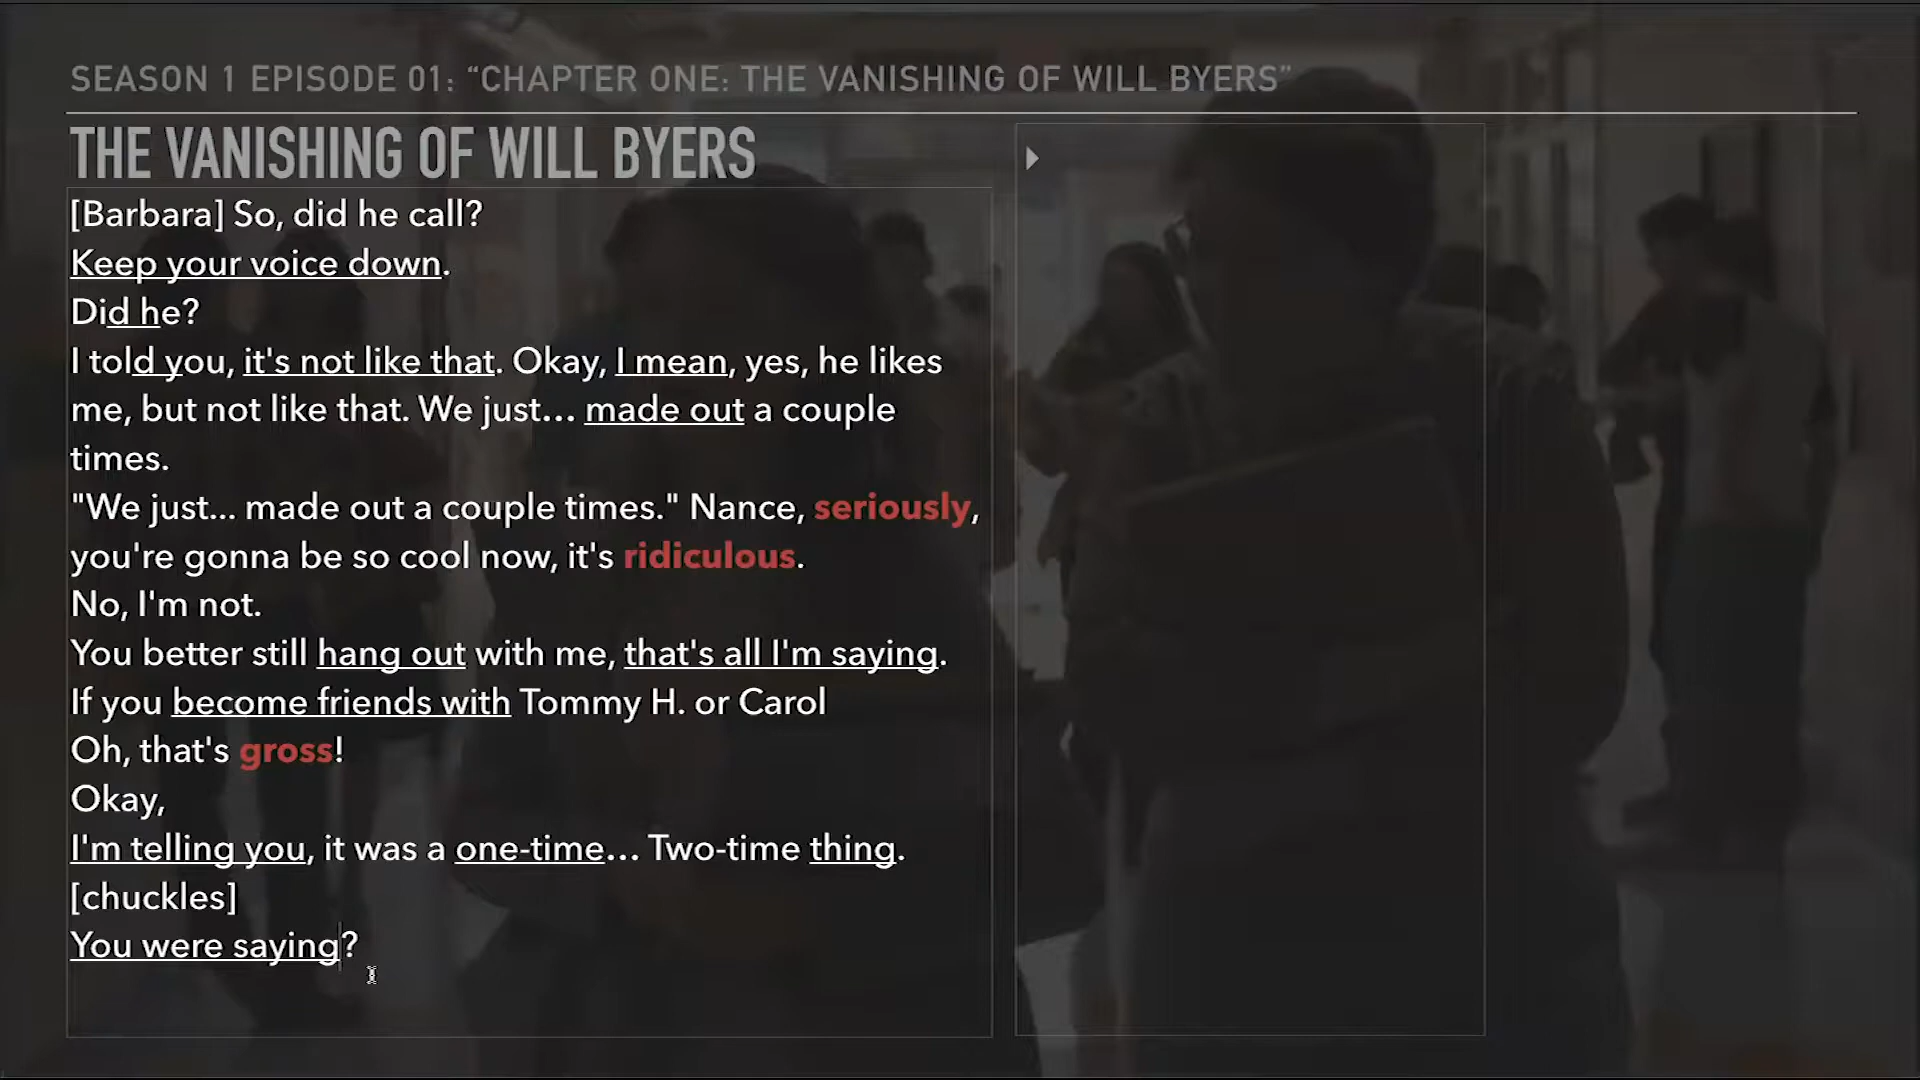 SEASON 1 EPISODE 01: “CHAPTER ONE: THE VANISHING OF WILL BYERS”
THE VANISHING OF WILL BYERS
[Barbara] So, did he call?
Keep your voice down.
Did he?
I told you, it's not like that. Okay, I mean, yes, he likes
me, but not like that. We just… made out a couple
times.
"We just... made out a couple times." Nance, seriously,
you're gonna be so cool now, it's ridiculous.
No, I'm not.
You better still hang out with me, that's all I'm saying.
If you become friends with Tommy H. or Carol
Oh, that's gross!
Okay,
I'm telling you, it was a one-time… Two-time thing.
[chuckles]
You were saying?